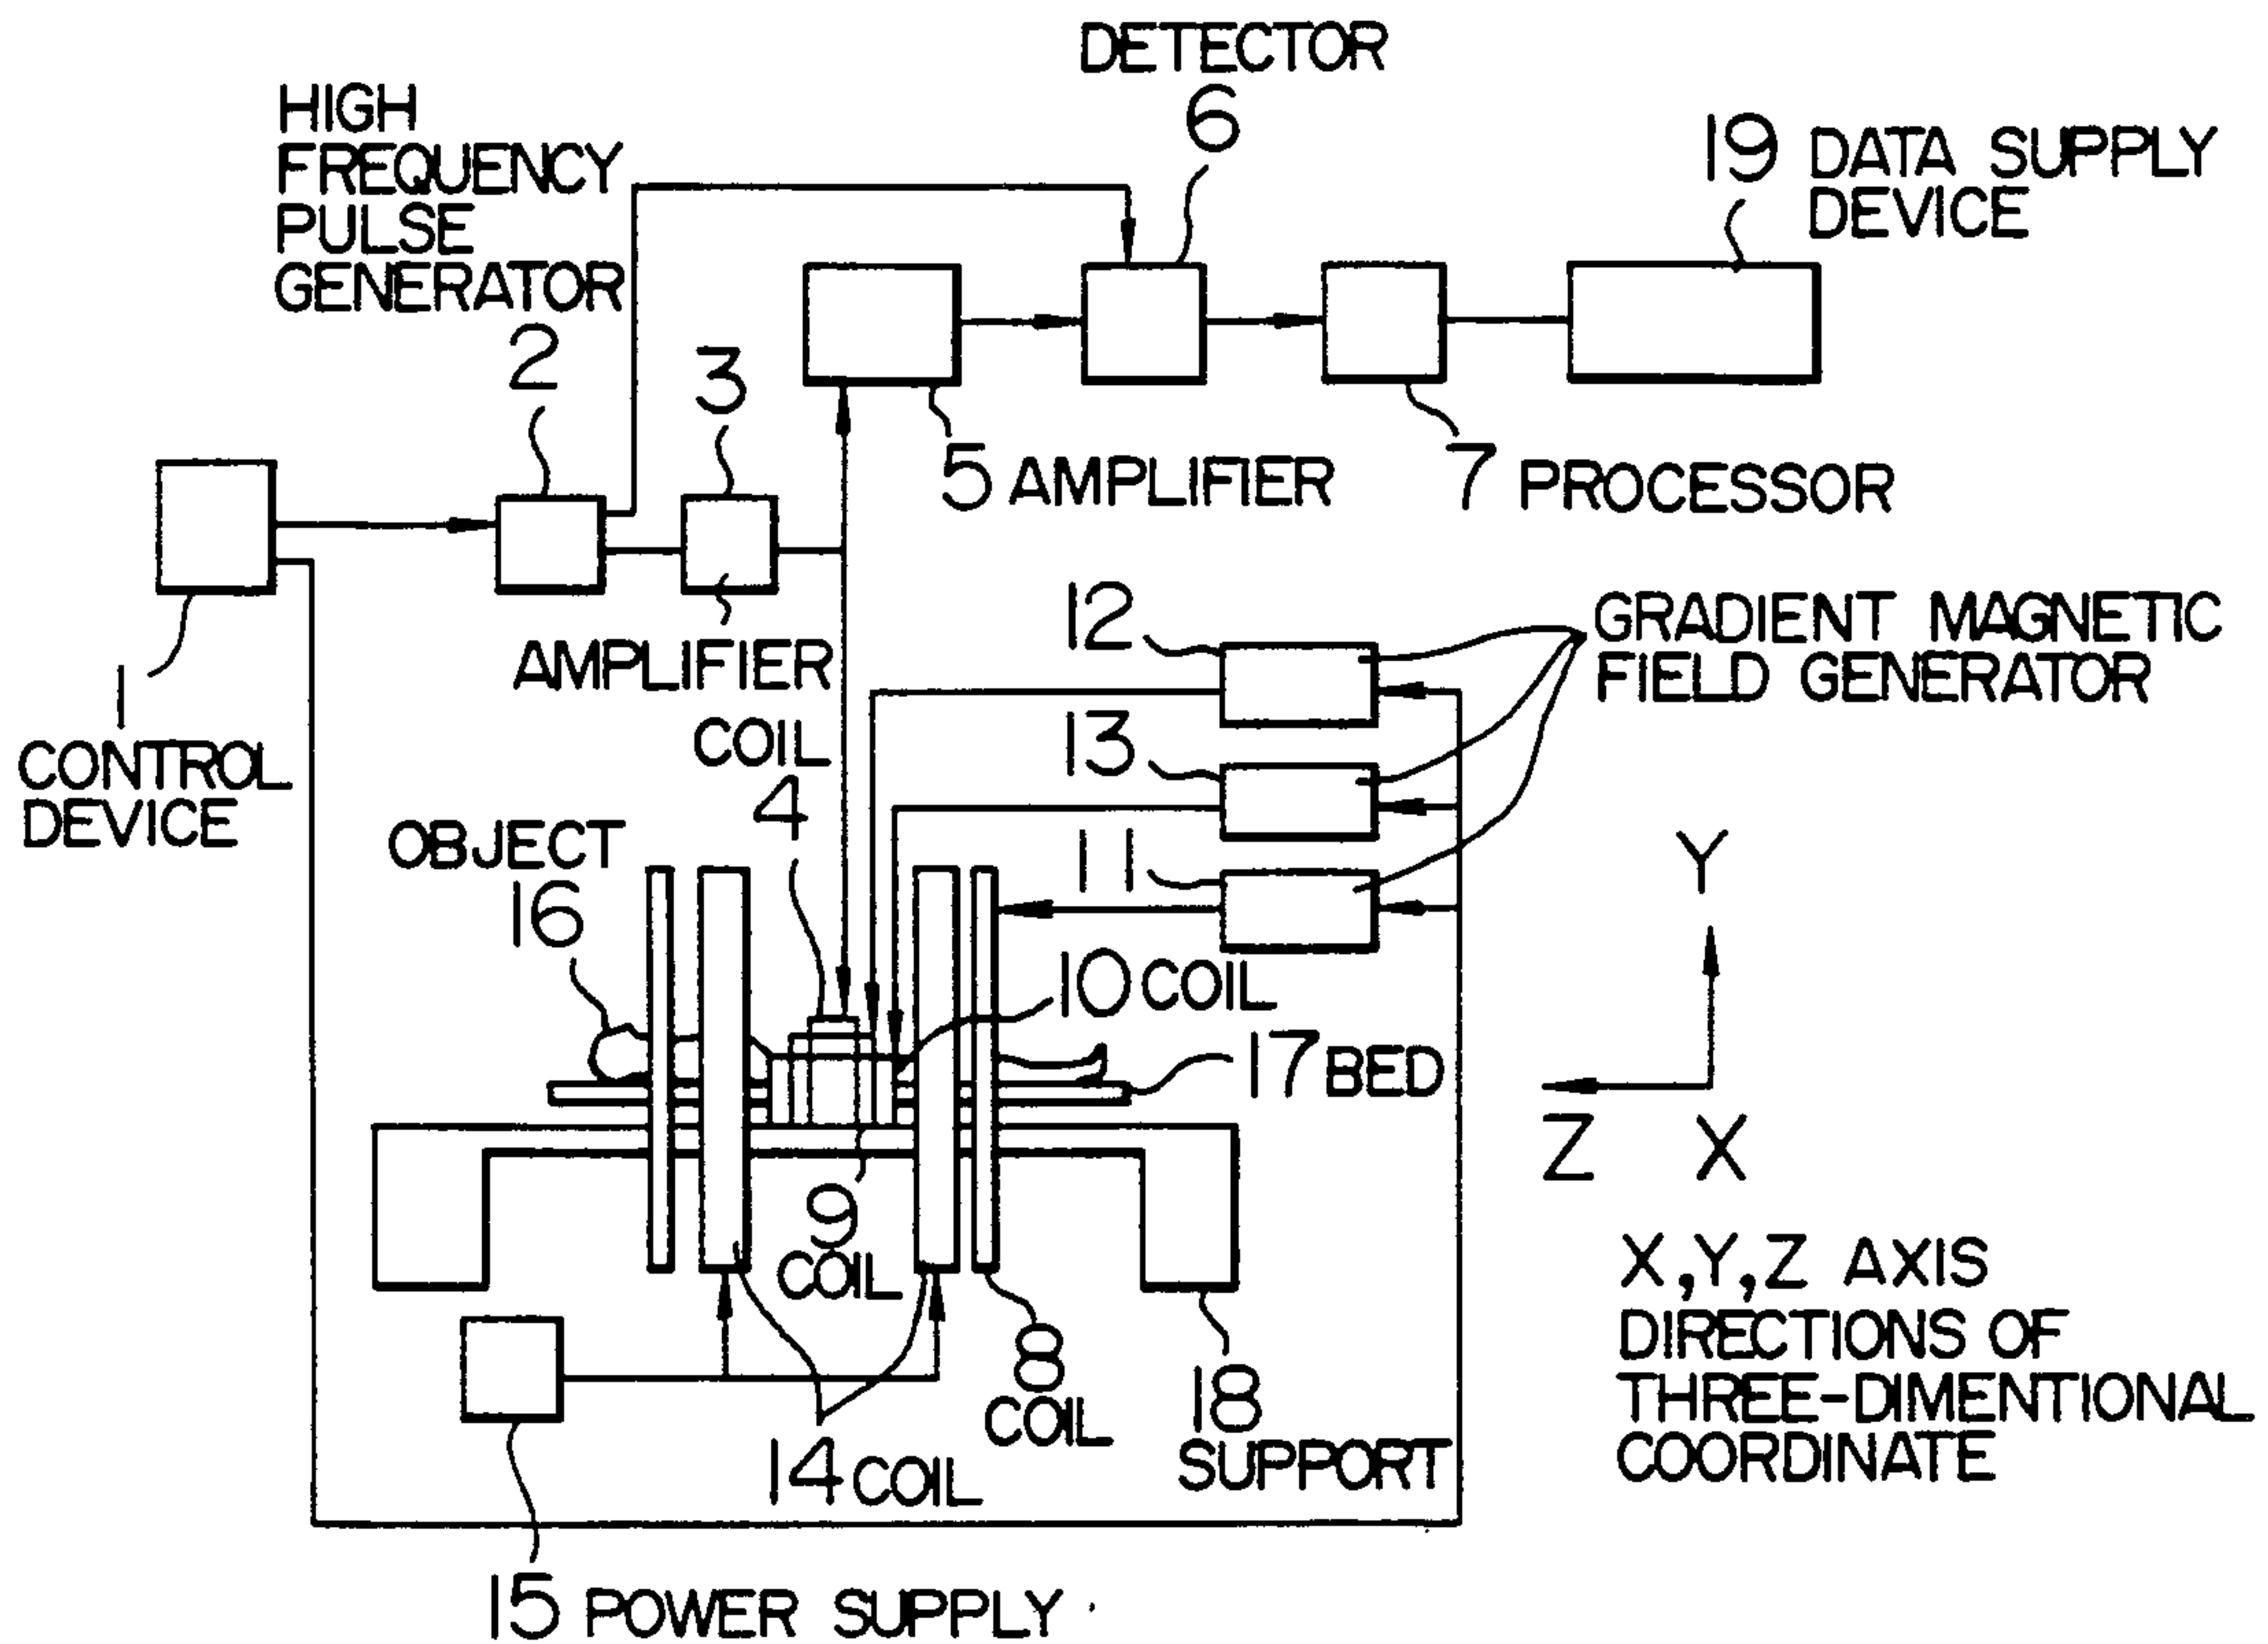 DETECTOR
6
HIGH
FREQUENCY
PULSE
GENERATOR
2
19 DATA SUPPLY
DEVICE
3
5 AMPLIFIER
7 PROCESSOR
AMPLIFIER
1
CONTROL
DEVICE
COIL
4
12
GRADIENT MAGNETIC
FIELD GENERATOR
13
11
OBJECT
16
10 COIL
17 BED
Y
Z X
9
COIL
8
COIL
18
SUPPORT
14 COIL
15 POWER SUPPLY
X,Y,Z AXIS
DIRECTIONS OF
THREE-DIMENTIONAL
COORDINATE